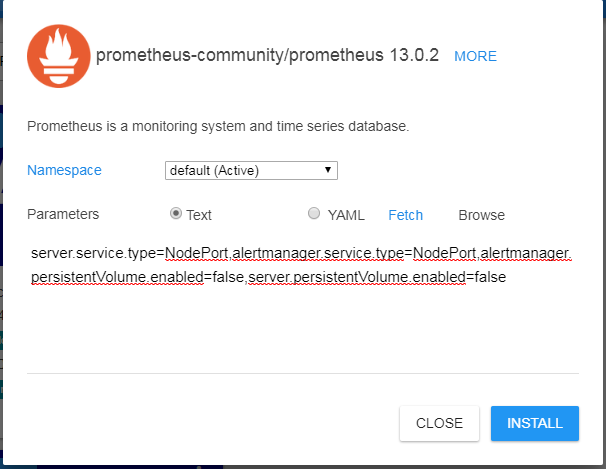 prometheus-community/prometheus 13.0.2 MORE
Prometheus is a monitoring system and time series database.
Namespace default (Active)
Parameters Text YAML Fetch Browse
server.service.type=NodePort,alertmanager.service.type=NodePort,alertmanager.
persistentVolume.enabled=false,server.persistentVolume.enabled=false
CLOSE INSTALL